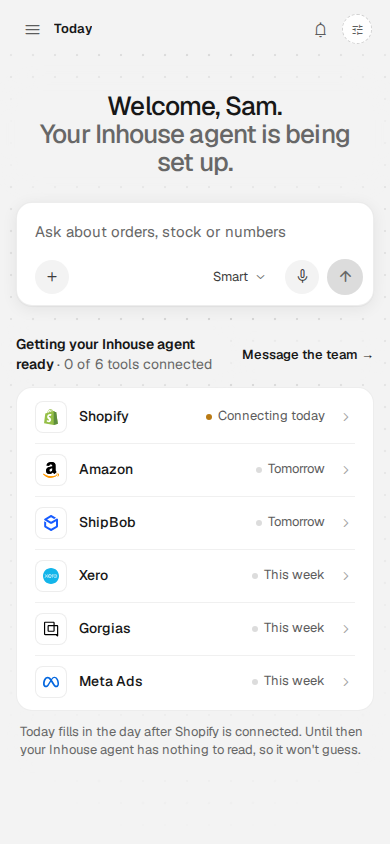 Today
Welcome, Sam.
Your Inhouse agent is being
set up.
Ask about orders, stock or numbers
Smart
Getting your Inhouse agent
ready · 0 of 6 tools connected
Message the team →
Shopify
Connecting today
Amazon
Tomorrow
ShipBob
Tomorrow
xero
Xero
This week
Gorgias
This week
Meta Ads
This week
Today fills in the day after Shopify is connected. Until then
your Inhouse agent has nothing to read, so it won't guess.